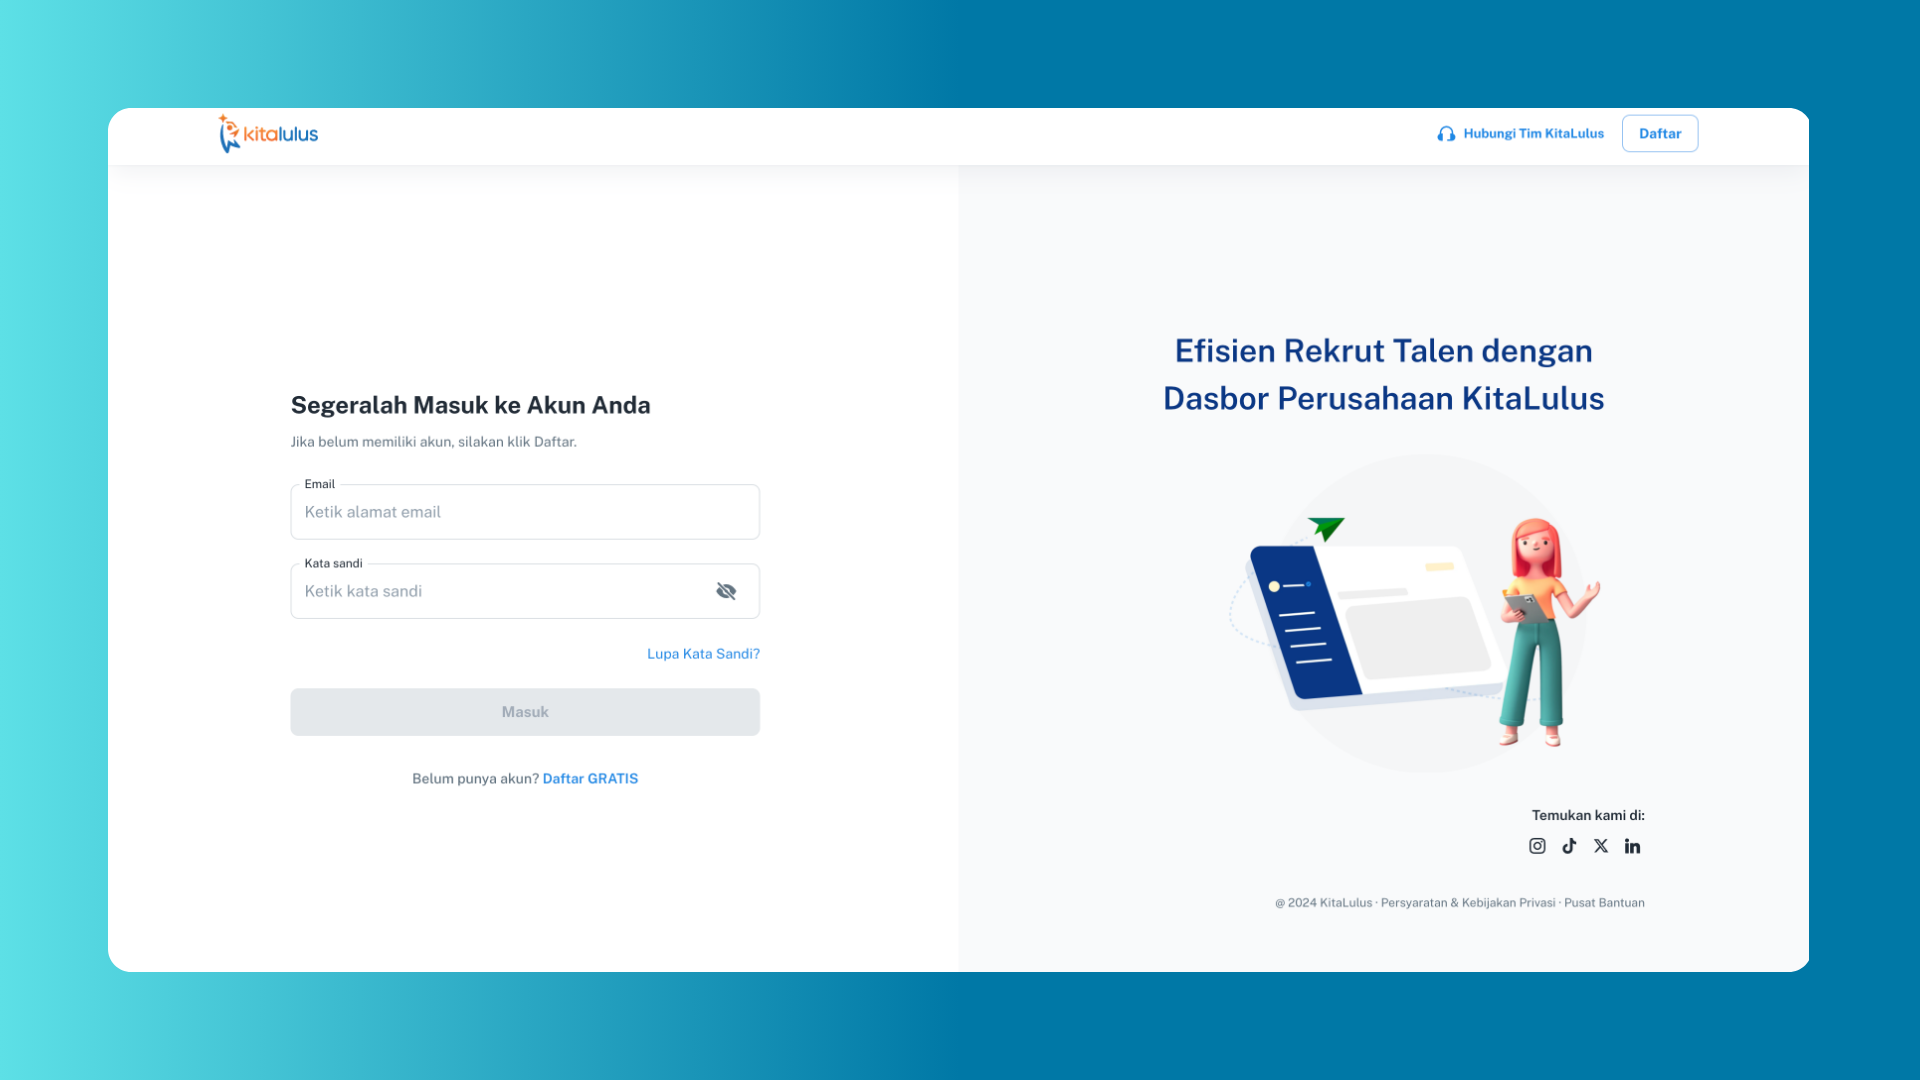 kitalulus
Hubungi Tim KitaLulus
Daftar
Segeralah Masuk ke Akun Anda
Jika belum memiliki akun, silakan klik Daftar.
Email
Ketik alamat email
Kata sandi
Ketik kata sandi
Lupa Kata Sandi?
Masuk
Belum punya akun? Daftar GRATIS
Efisien Rekrut Talen dengan
Dasbor Perusahaan KitaLulus
Temukan kami di:
@ 2024 KitaLulus · Persyaratan & Kebijakan Privasi · Pusat Bantuan